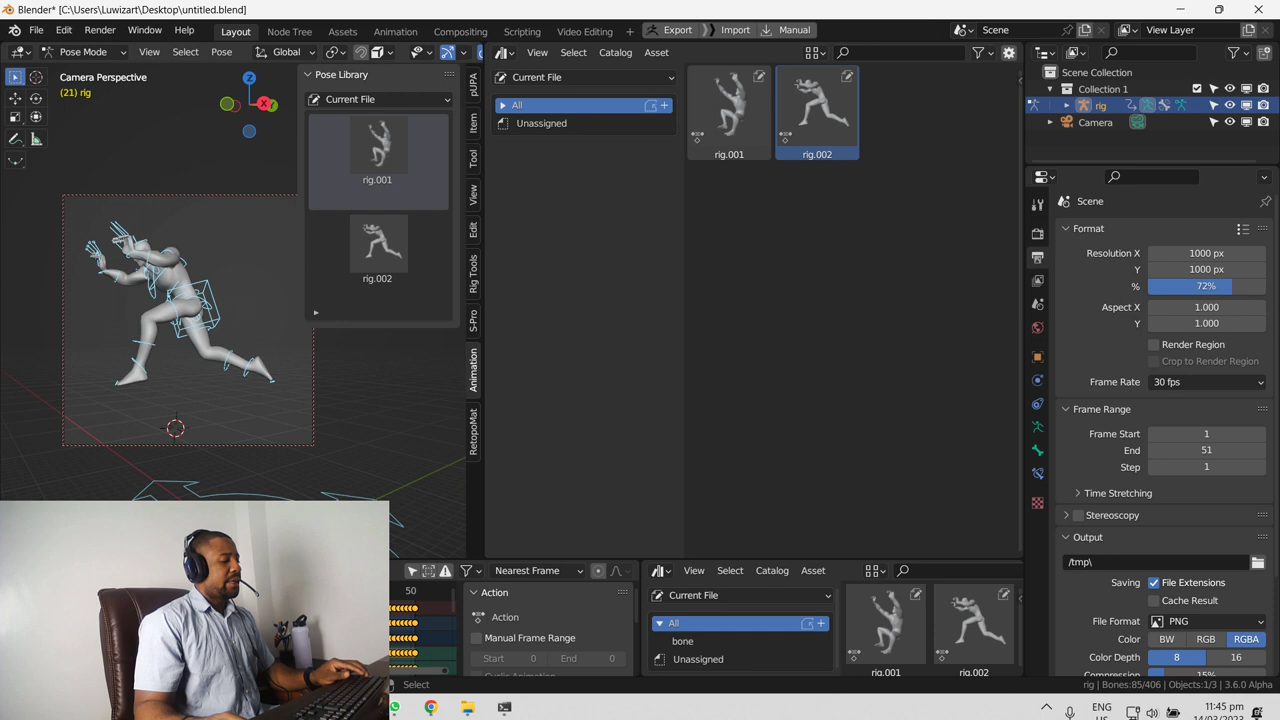 Blender* [C:\Users\Luwizart\Desktop\untitled.blend]
File Edit Render Window Help Layout Node Tree Assets Animation Compositing Scripting Video Editing Export Import Manual Scene View Layer
Pose Mode View Select Pose Global View Select Catalog Asset
Camera Perspective
(21) rig
Z
X
Y
Pose Library
Current File
rig.001
rig.002
pUPA
Item
Tool
View
Edit
Rig Tools
S-Pro
Animation
RetopoMat
Current File
All
Unassigned
rig.001 rig.002
Scene Collection
Collection 1
rig
Camera
Scene
Format
Resolution X 1000 px
Y 1000 px
% 72%
Aspect X 1.000
Y 1.000
Render Region
Crop to Render Region
Frame Rate 30 fps
Frame Range
Frame Start 1
End 51
Step 1
Time Stretching
Stereoscopy
Output
/tmp\
Saving File Extensions
Cache Result
File Format PNG
Color BW RGB RGBA
Color Depth 8 16
Compression 15%
Nearest Frame
50
Action
Action
Manual Frame Range
Start 0 End 0
Cyclic Animation
View Select Catalog Asset
Current File
All
bone
Unassigned
rig.001 rig.002
Select
rig | Bones:85/406 | Objects:1/3 | 3.6.0 Alpha
ENG
11:45 pm